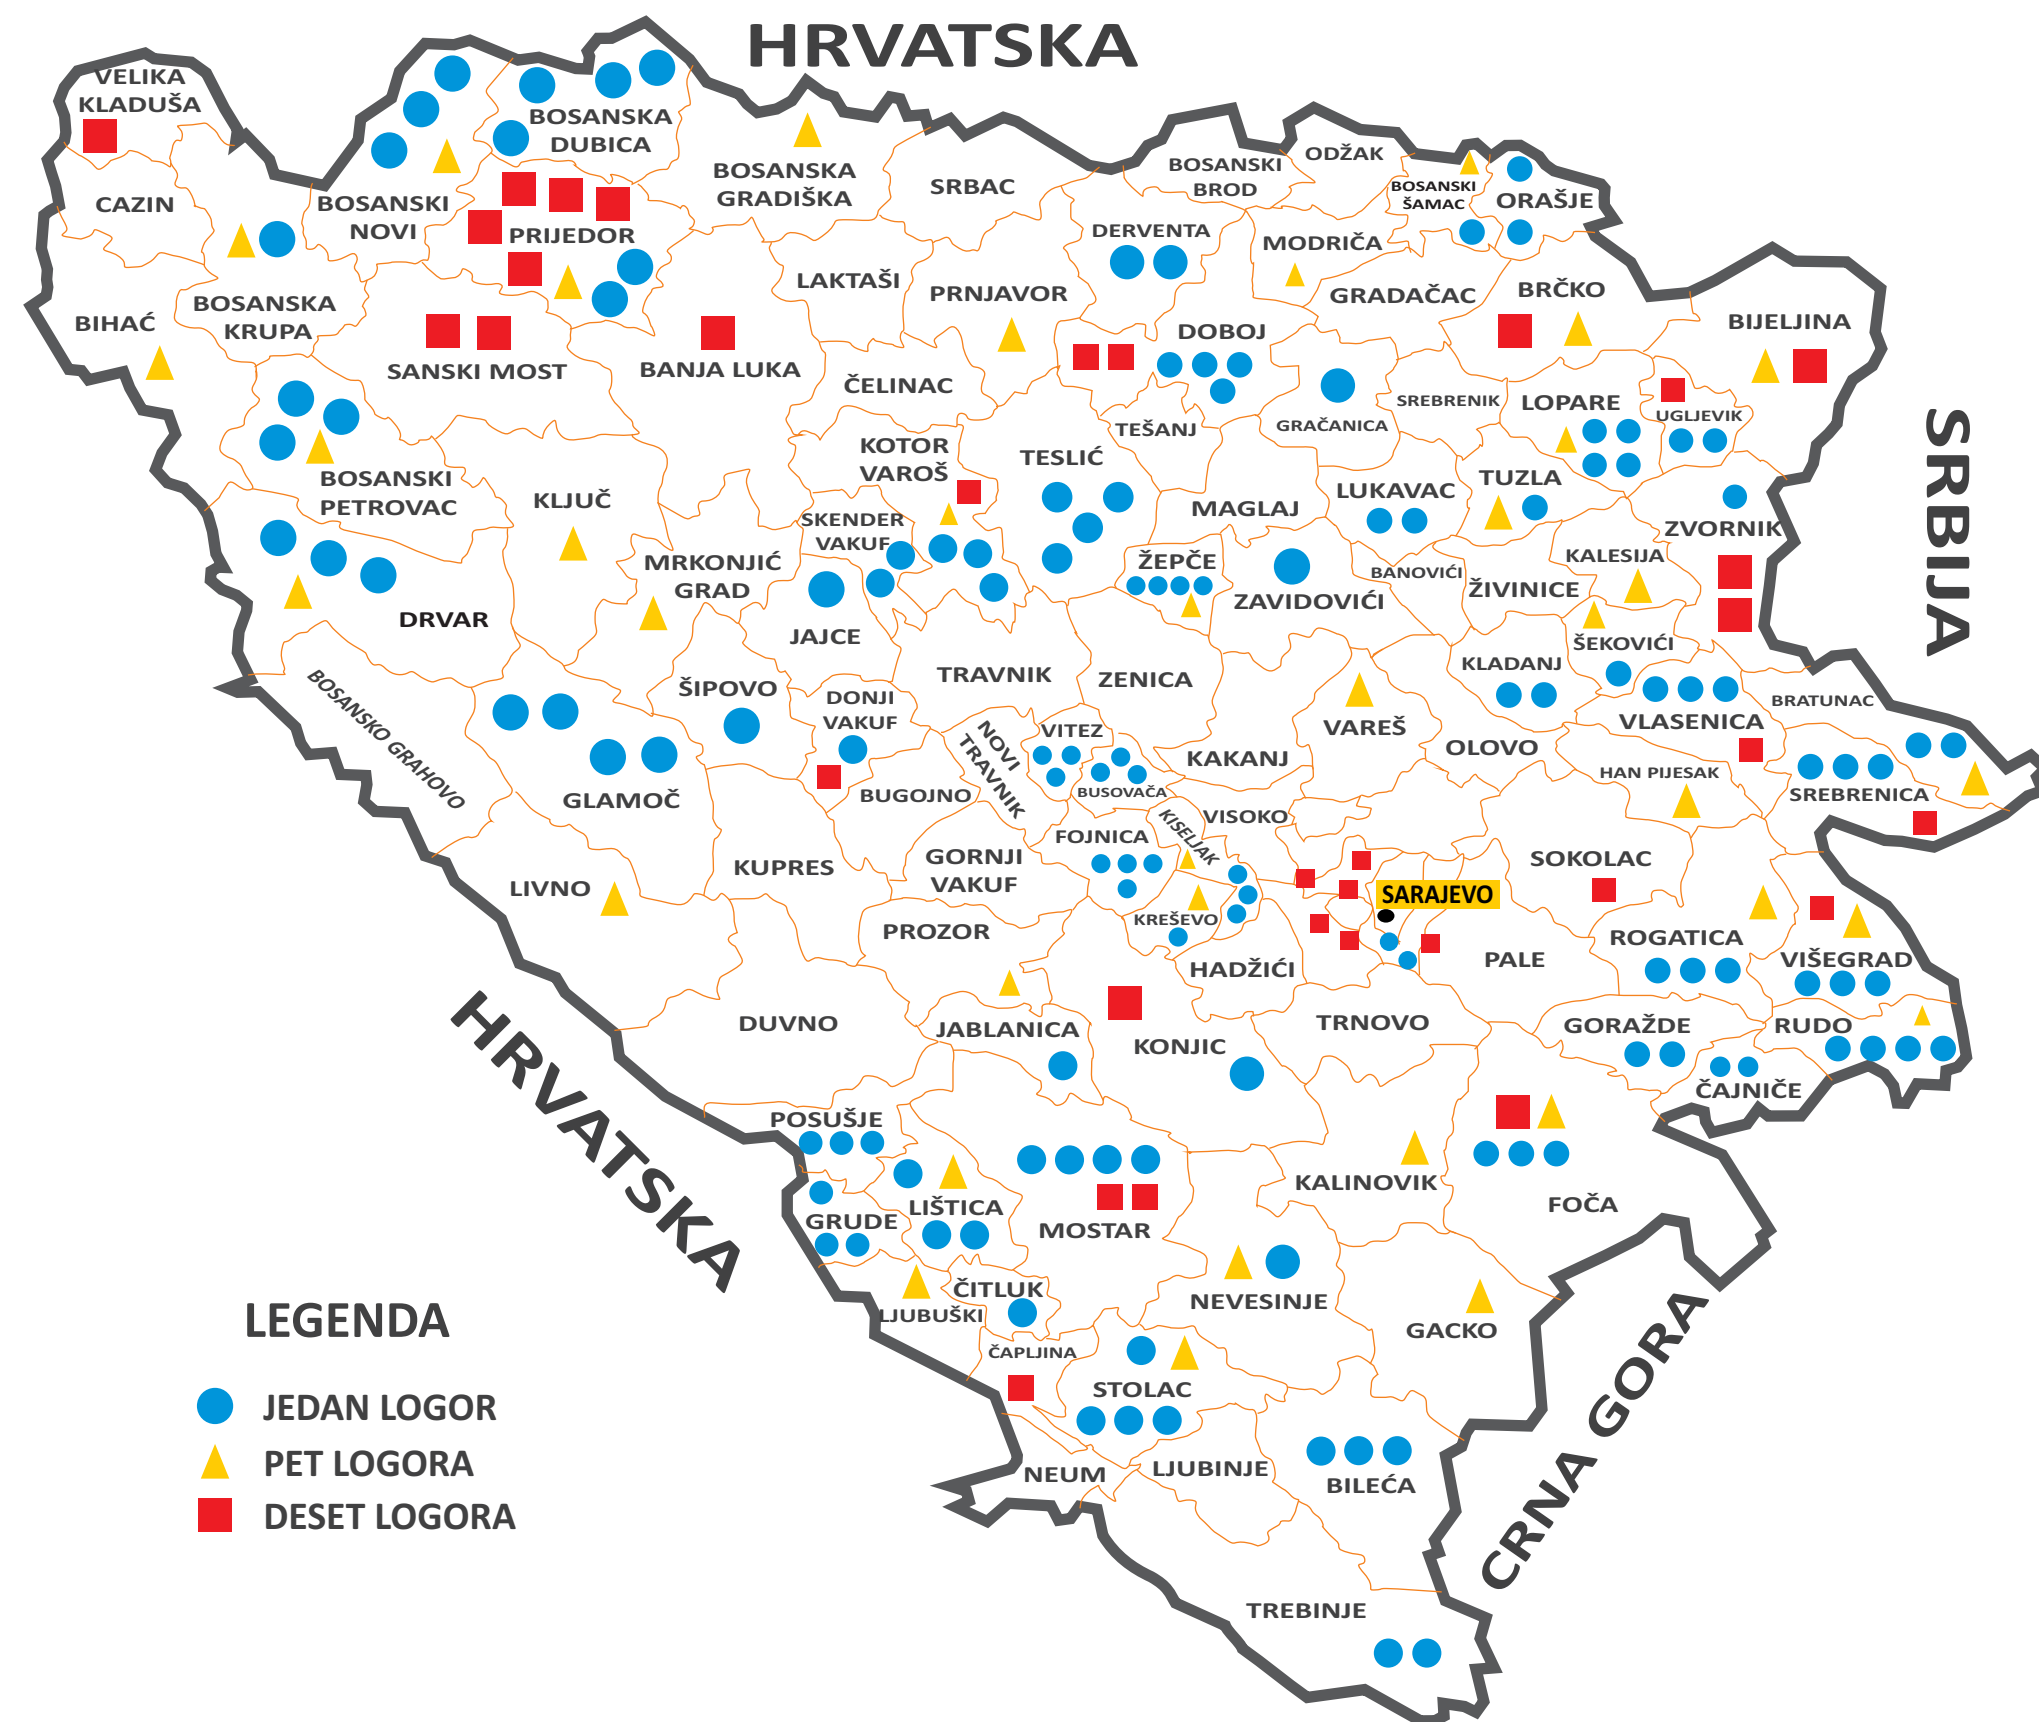 HRVATSKA
VELIKA
KLADUŠA
BOSANSKA
DUBICA
BOSANSKA
GRADIŠKA
SRBAC
BOSANSKI
BROD
ODŽAK
BOSANSKI
ŠAMAC
ORAŠJE
CAZIN
BOSANSKI
NOVI
PRIJEDOR
DERVENTA
MODRIČA
LAKTAŠI
PRNJAVOR
GRADAČAC
BRČKO
BIJELJINA
BIHAĆ
BOSANSKA
KRUPA
SANSKI MOST
BANJA LUKA
ČELINAC
DOBOJ
GRAČANICA
SREBRENIK
LOPARE
UGLJEVIK
SRBIJA
TEŠANJ
KOTOR
VAROŠ
TESLIĆ
BOSANSKI
PETROVAC
KLJUČ
SKENDER
VAKUF
MAGLAJ
LUKAVAC
TUZLA
ZVORNIK
MRKONJIĆ
GRAD
ŽEPČE
ZAVIDOVIĆI
BANOVIĆI
ŽIVINICE
KALESIJA
DRVAR
JAJCE
ŠEKOVIĆI
BOSANSKO GRAHOVO
ŠIPOVO
DONJI
VAKUF
TRAVNIK
ZENICA
KLADANJ
VLASENICA
BRATUNAC
NOVI
TRAVNIK
VITEZ
BUSOVAČA
KAKANJ
VAREŠ
OLOVO
HAN PIJESAK
SREBRENICA
GLAMOČ
BUGOJNO
VISOKO
KISELJAK
FOJNICA
LIVNO
KUPRES
GORNJI
VAKUF
SOKOLAC
SARAJEVO
KREŠEVO
PROZOR
HADŽIĆI
PALE
ROGATICA
VIŠEGRAD
HRVATSKA
DUVNO
JABLANICA
KONJIC
TRNOVO
GORAŽDE
RUDO
ČAJNIČE
POSUŠJE
LIŠTICA
GRUDE
MOSTAR
KALINOVIK
FOČA
LJUBUŠKI
ČITLUK
NEVESINJE
GACKO
ČAPLJINA
STOLAC
CRNA GORA
NEUM
LJUBINJE
BILEĆA
TREBINJE
LEGENDA
JEDAN LOGOR
PET LOGORA
DESET LOGORA